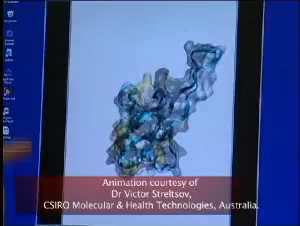 Animation courtesy of
Dr Victor Streltsov,
CSIRO Molecular & Health Technologies, Australia.